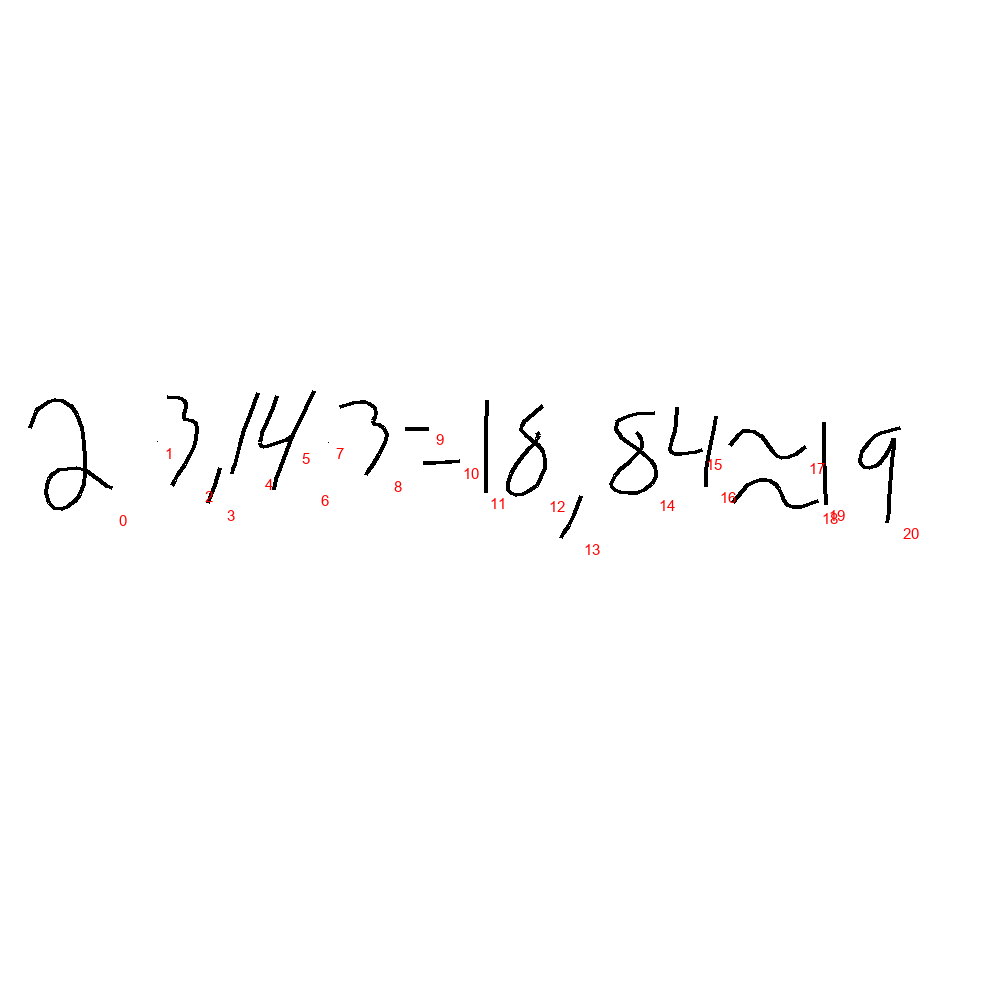 2 · 3,14 · 3 = 18,84 ≈ 19